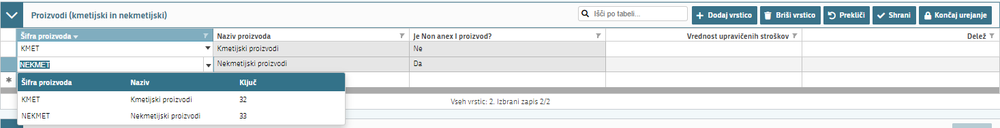 Proizvodi (kmetijski in nekmetijski) Išči po tabeli... Dodaj vrstico Briši vrstico Prekliči Shrani Končaj urejanje
Šifra proizvoda Naziv proizvoda Je Non anex I proizvod? Vrednost upravičenih stroškov Delež
KMET Kmetijski proizvodi Ne
NEKMET Nekmetijski proizvodi Da
Šifra proizvoda Naziv Ključ
KMET Kmetijski proizvodi 32
NEKMET Nekmetijski proizvodi 33
Vseh vrstic: 2. Izbrani zapis 2/2